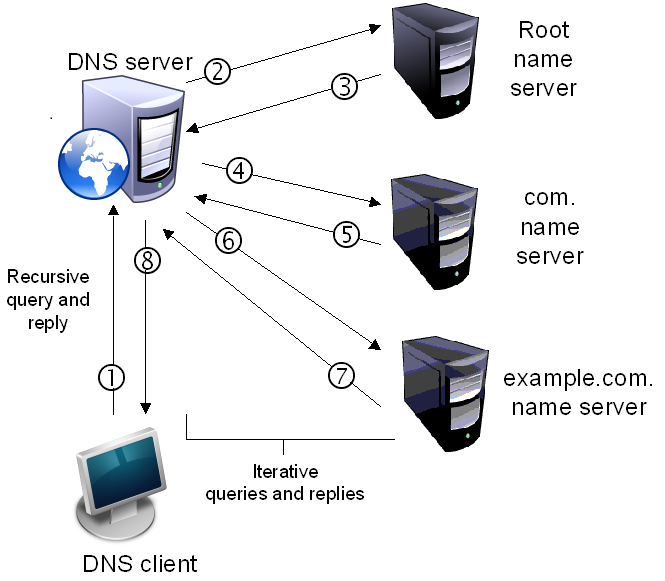 DNS server
Root
name
server
2
3
4
com.
name
server
5
6
8
Recursive
query and
reply
1
7
example.com.
name server
Iterative
queries and replies
DNS client